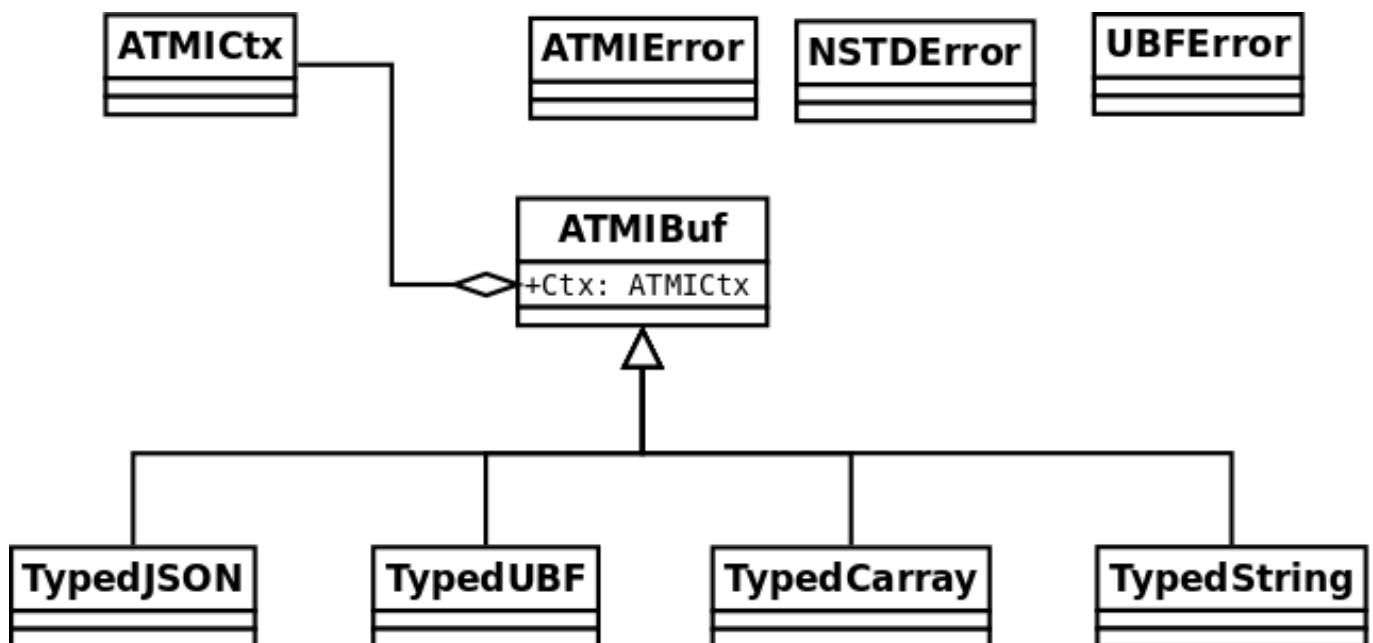 ATMICtx
ATMIError
NSTDError
UBFError
ATMIBuf
+Ctx: ATMICtx
TypedJSON
TypedUBF
TypedCarray
TypedString